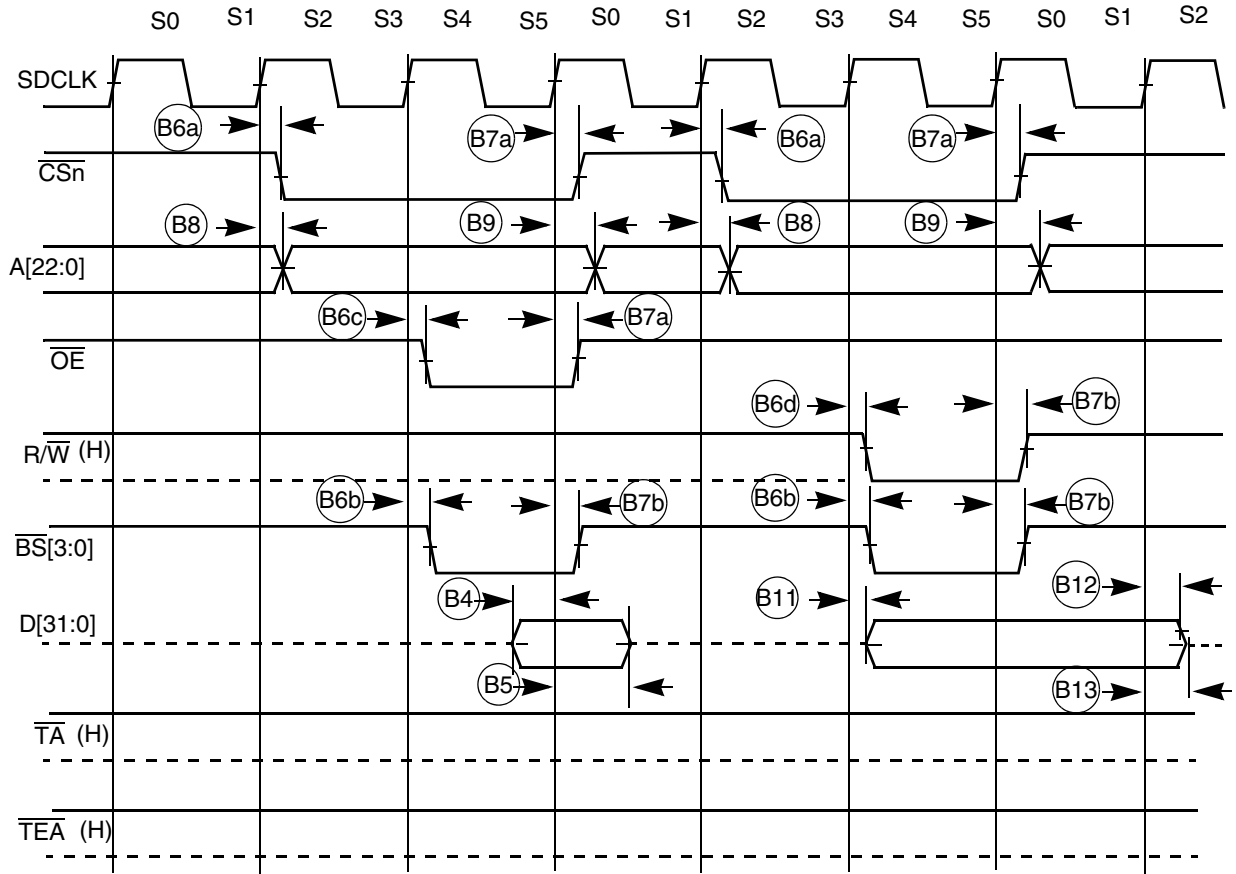 S0 S1 S2 S3 S4 S5 S0 S1 S2 S3 S4 S5 S0 S1 S2
SDCLK
B6a B7a B6a B7a
CSn
B8 B9 B8 B9
A[22:0]
B6c B7a
OE
B6d B7b
R/W (H)
B6b B7b B6b B7b
BS[3:0]
B4 B11 B12
D[31:0]
B5 B13
TA (H)
TEA (H)